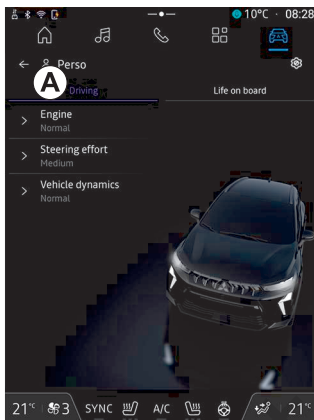 10°C · 08:28
Perso
A
Driving
Life on board
Engine
Normal
Steering effort
Medium
Vehicle dynamics
Normal
21°C 3 SYNC A/C 21°C